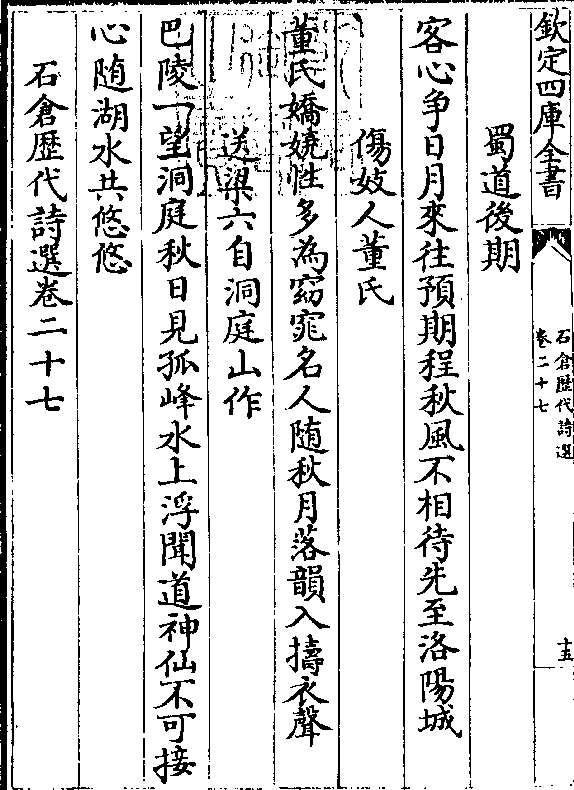 欽定四庫全書
石倉歴代詩選
卷二十七
十五
蜀道後期
客心争日月來往預期程秋風不相待先至洛陽城
傷妓人董氏
董氏嬌嬈性多為窈窕名人随秋月落韻入擣衣聲
送梁六自洞庭山作
巴陵一望洞庭秋日見孤峰水上浮聞道神仙不可接
心随湖水共悠悠
石倉歴代詩選卷二十七